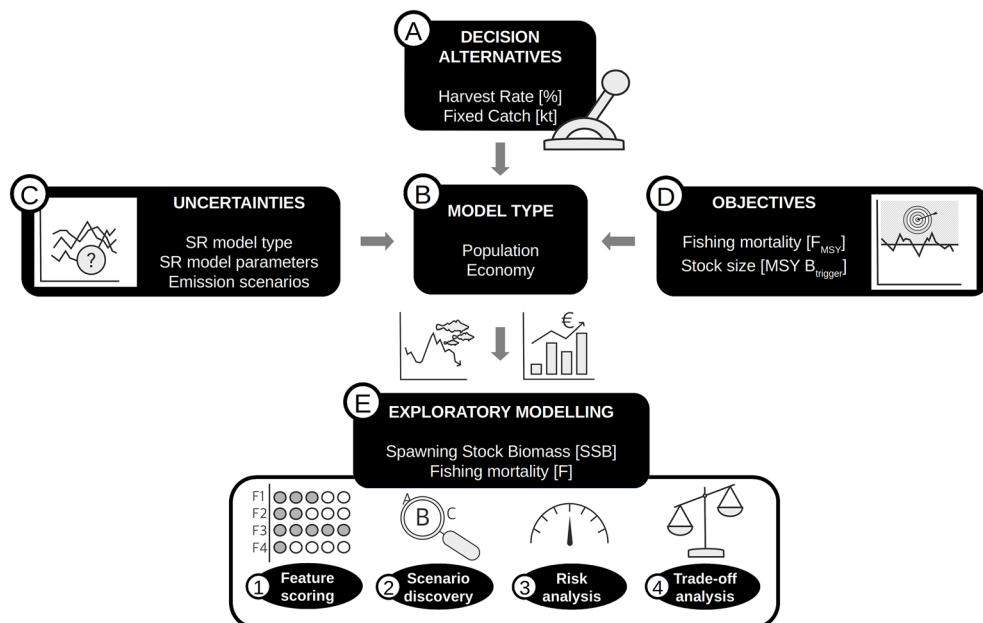 A
DECISION
ALTERNATIVES
Harvest Rate [%]
Fixed Catch [kt]
C
UNCERTAINTIES
SR model type
SR model parameters
Emission scenarios
?
B
MODEL TYPE
Population
Economy
D
OBJECTIVES
Fishing mortality [FMSY]
Stock size [MSY Btrigger]
€
E
EXPLORATORY MODELLING
Spawning Stock Biomass [SSB]
Fishing mortality [F]
F1
F2
F3
F4
A
B
C
1 Feature
scoring
2 Scenario
discovery
3 Risk
analysis
4 Trade-off
analysis